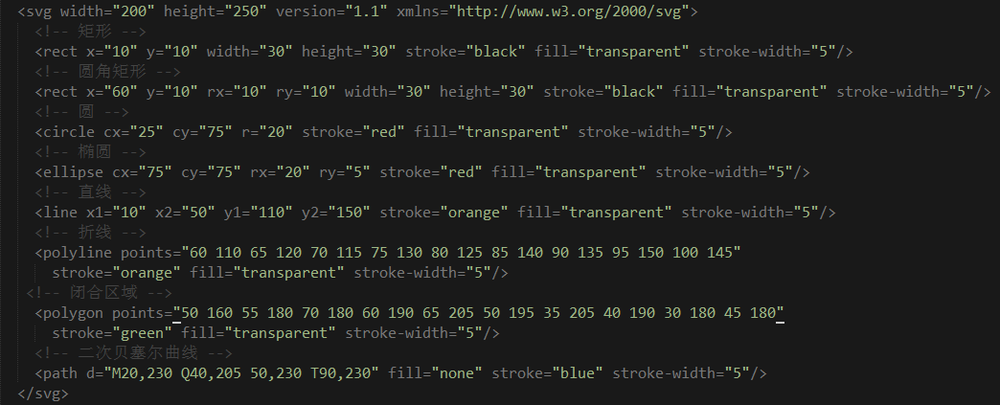 <svg width="200" height="250" version="1.1" xmlns="http://www.w3.org/2000/svg">
<!-- 矩形 -->
<rect x="10" y="10" width="30" height="30" stroke="black" fill="transparent" stroke-width="5"/>
<!-- 圆角矩形 -->
<rect x="60" y="10" rx="10" ry="10" width="30" height="30" stroke="black" fill="transparent" stroke-width="5"/>
<!-- 圆 -->
<circle cx="25" cy="75" r="20" stroke="red" fill="transparent" stroke-width="5"/>
<!-- 椭圆 -->
<ellipse cx="75" cy="75" rx="20" ry="5" stroke="red" fill="transparent" stroke-width="5"/>
<!-- 直线 -->
<line x1="10" x2="50" y1="110" y2="150" stroke="orange" fill="transparent" stroke-width="5"/>
<!-- 折线 -->
<polyline points="60 110 65 120 70 115 75 130 80 125 85 140 90 135 95 150 100 145"
stroke="orange" fill="transparent" stroke-width="5"/>
<!-- 闭合区域 -->
<polygon points="50 160 55 180 70 180 60 190 65 205 50 195 35 205 40 190 30 180 45 180"
stroke="green" fill="transparent" stroke-width="5"/>
<!-- 二次贝塞尔曲线 -->
<path d="M20,230 Q40,205 50,230 T90,230" fill="none" stroke="blue" stroke-width="5"/>
</svg>